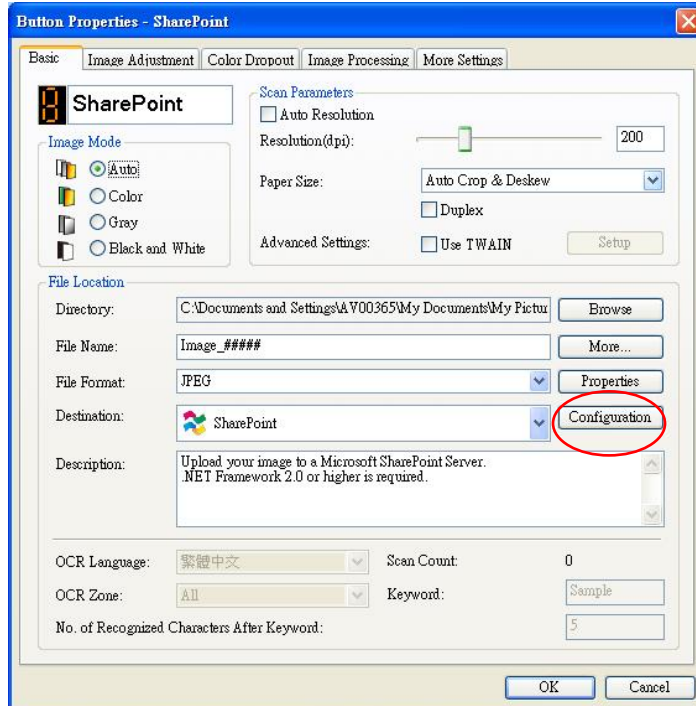 Button Properties - SharePoint
Basic Image Adjustment Color Dropout Image Processing More Settings
8 SharePoint
Scan Parameters
Auto Resolution
Resolution(dpi): 200
Paper Size: Auto Crop & Deskew
Duplex
Advanced Settings: Use TWAIN Setup
Image Mode
Auto
Color
Gray
Black and White
File Location
Directory: C:\Documents and Settings\AV00365\My Documents\My Pictur Browse
File Name: Image_##### More...
File Format: JPEG Properties
Destination: SharePoint Configuration
Description: Upload your image to a Microsoft SharePoint Server.
.NET Framework 2.0 or higher is required.
OCR Language: 繁體中文 Scan Count: 0
OCR Zone: All Keyword: Sample
No. of Recognized Characters After Keyword: 5
OK Cancel